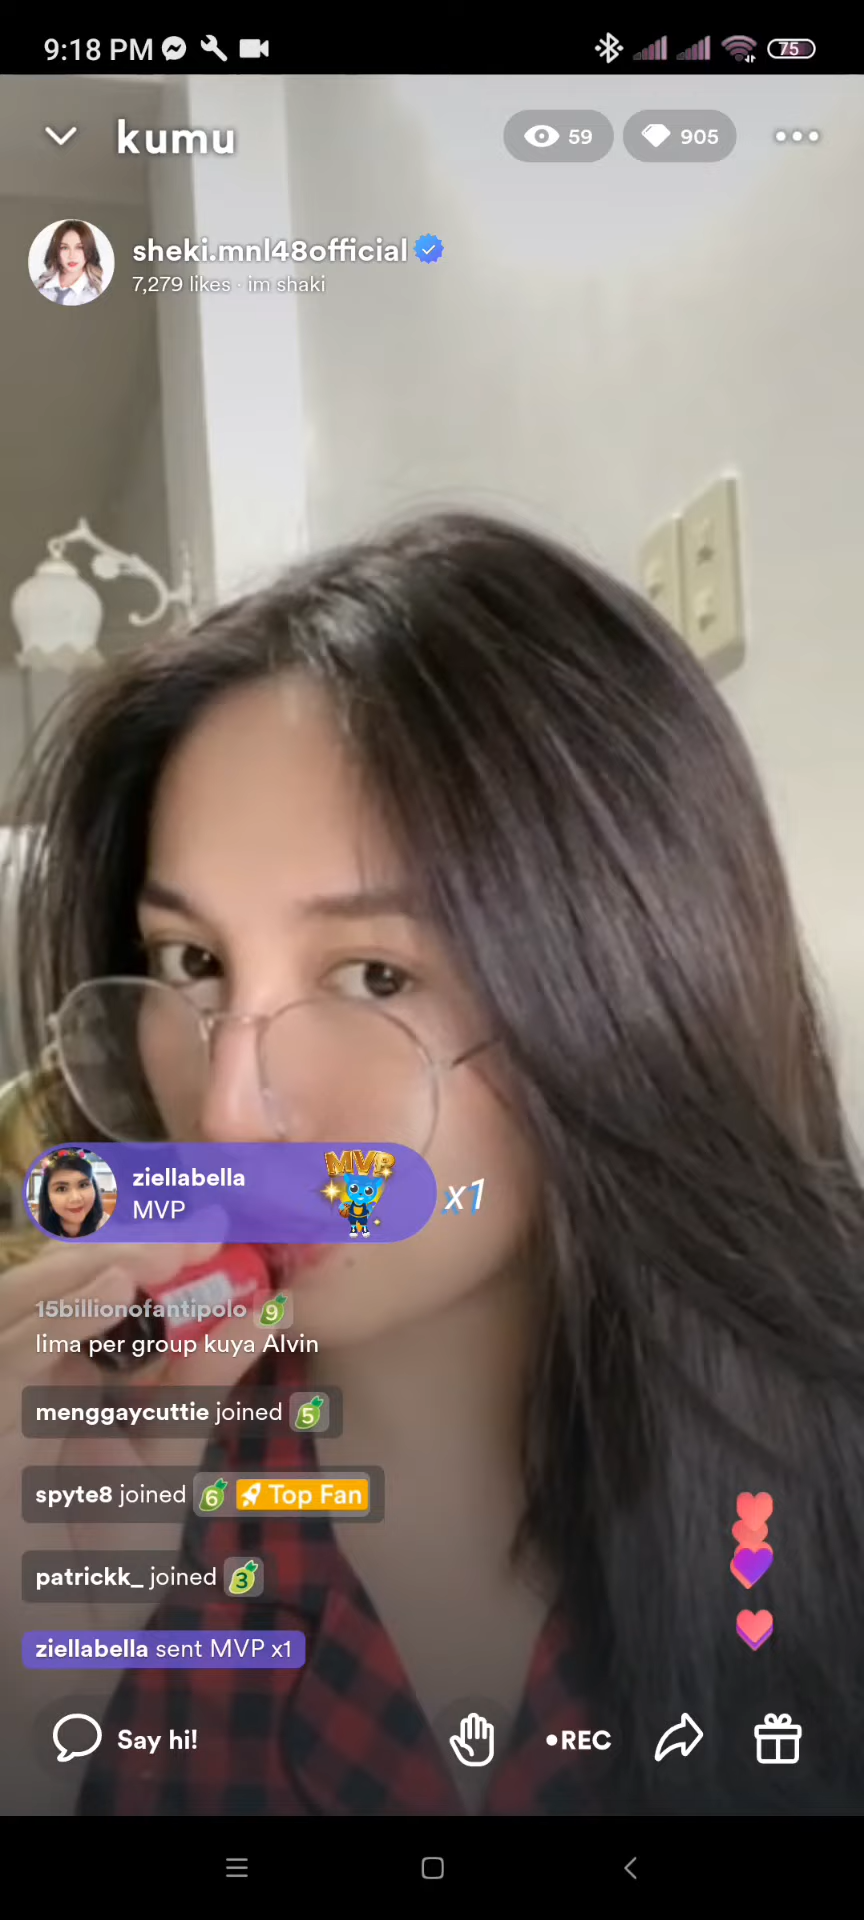 9:18 PM
75
kumu
59
905
sheki.mnl48official
7,279 likes · im shaki
ziellabella
MVP
MVP
x1
15billionofantipolo 9
lima per group kuya Alvin
menggaycuttie joined 5
spyte8 joined 6 Top Fan
patrickk_ joined 3
ziellabella sent MVP x1
Say hi!
•REC